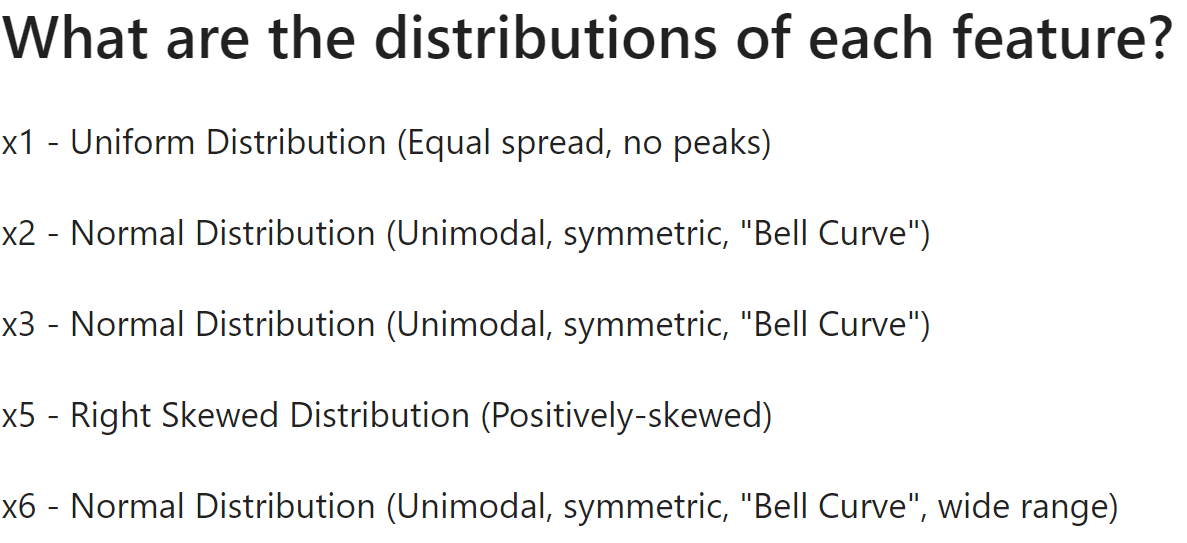 What are the distributions of each feature?
x1 - Uniform Distribution (Equal spread, no peaks)
x2 - Normal Distribution (Unimodal, symmetric, "Bell Curve")
x3 - Normal Distribution (Unimodal, symmetric, "Bell Curve")
x5 - Right Skewed Distribution (Positively-skewed)
x6 - Normal Distribution (Unimodal, symmetric, "Bell Curve", wide range)